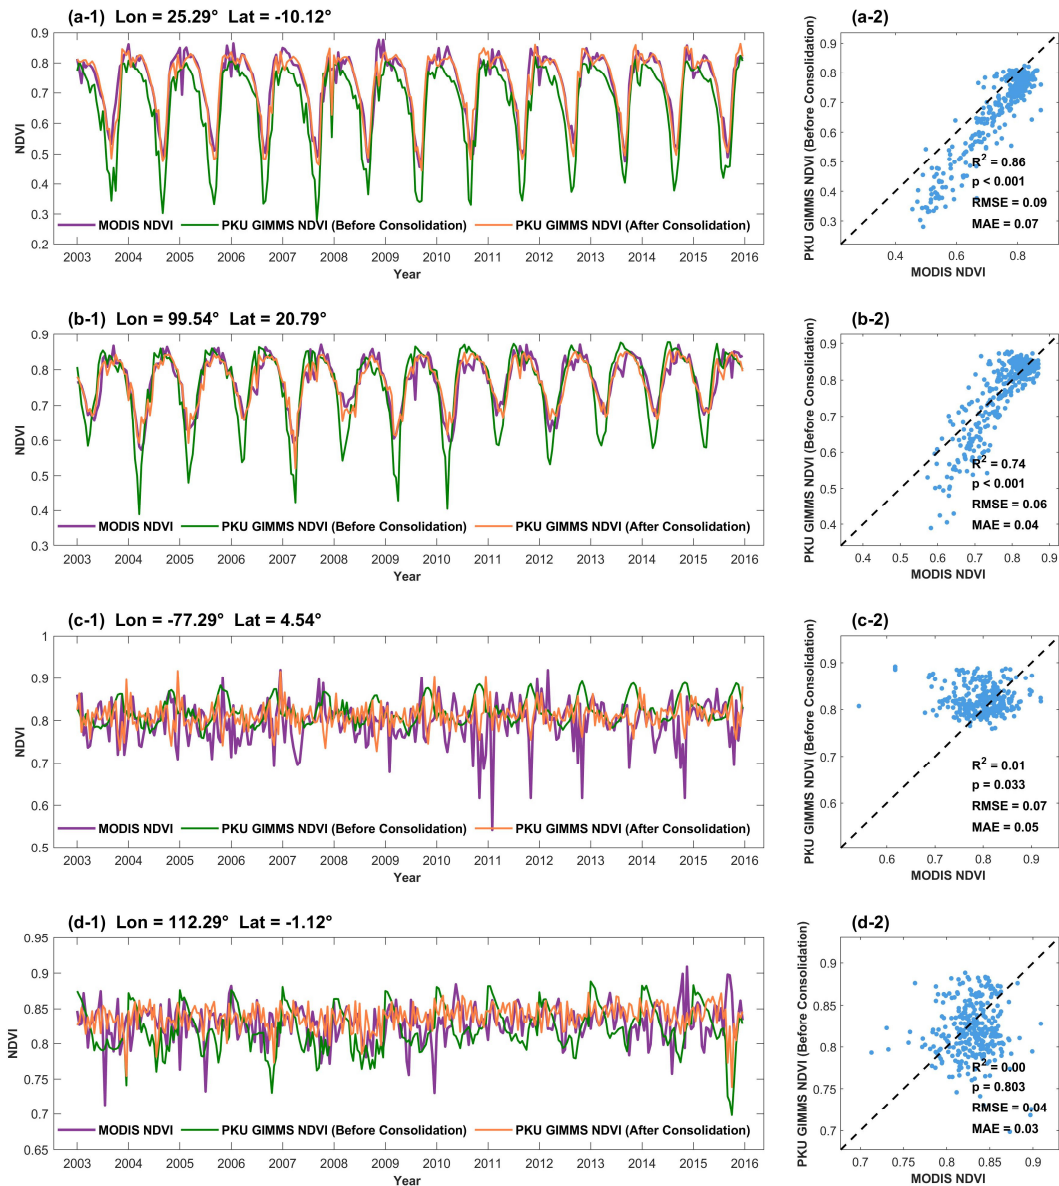 (a-1) Lon = 25.29° Lat = -10.12°
NDVI
0.9
0.8
0.7
0.6
0.5
0.4
0.3
0.2
MODIS NDVI PKU GIMMS NDVI (Before Consolidation) PKU GIMMS NDVI (After Consolidation)
2003 2004 2005 2006 2007 2008 2009 2010 2011 2012 2013 2014 2015 2016
Year
(a-2)
PKU GIMMS NDVI (Before Consolidation)
0.9
0.8
0.7
0.6
0.5
0.4
0.3
R² = 0.86
p < 0.001
RMSE = 0.09
MAE = 0.07
0.4 0.6 0.8
MODIS NDVI
(b-1) Lon = 99.54° Lat = 20.79°
NDVI
0.9
0.8
0.7
0.6
0.5
0.4
0.3
MODIS NDVI PKU GIMMS NDVI (Before Consolidation) PKU GIMMS NDVI (After Consolidation)
2003 2004 2005 2006 2007 2008 2009 2010 2011 2012 2013 2014 2015 2016
Year
(b-2)
PKU GIMMS NDVI (Before Consolidation)
0.9
0.8
0.7
0.6
0.5
0.4
R² = 0.74
p < 0.001
RMSE = 0.06
MAE = 0.04
0.4 0.5 0.6 0.7 0.8 0.9
MODIS NDVI
(c-1) Lon = -77.29° Lat = 4.54°
NDVI
1
0.9
0.8
0.7
0.6
0.5
MODIS NDVI PKU GIMMS NDVI (Before Consolidation) PKU GIMMS NDVI (After Consolidation)
2003 2004 2005 2006 2007 2008 2009 2010 2011 2012 2013 2014 2015 2016
Year
(c-2)
PKU GIMMS NDVI (Before Consolidation)
0.9
0.8
0.7
0.6
R² = 0.01
p = 0.033
RMSE = 0.07
MAE = 0.05
0.6 0.7 0.8 0.9
MODIS NDVI
(d-1) Lon = 112.29° Lat = -1.12°
NDVI
0.95
0.9
0.85
0.8
0.75
0.7
0.65
MODIS NDVI PKU GIMMS NDVI (Before Consolidation) PKU GIMMS NDVI (After Consolidation)
2003 2004 2005 2006 2007 2008 2009 2010 2011 2012 2013 2014 2015 2016
Year
(d-2)
PKU GIMMS NDVI (Before Consolidation)
0.9
0.85
0.8
0.75
0.7
R² = 0.00
p = 0.803
RMSE = 0.04
MAE = 0.03
0.7 0.75 0.8 0.85 0.9
MODIS NDVI